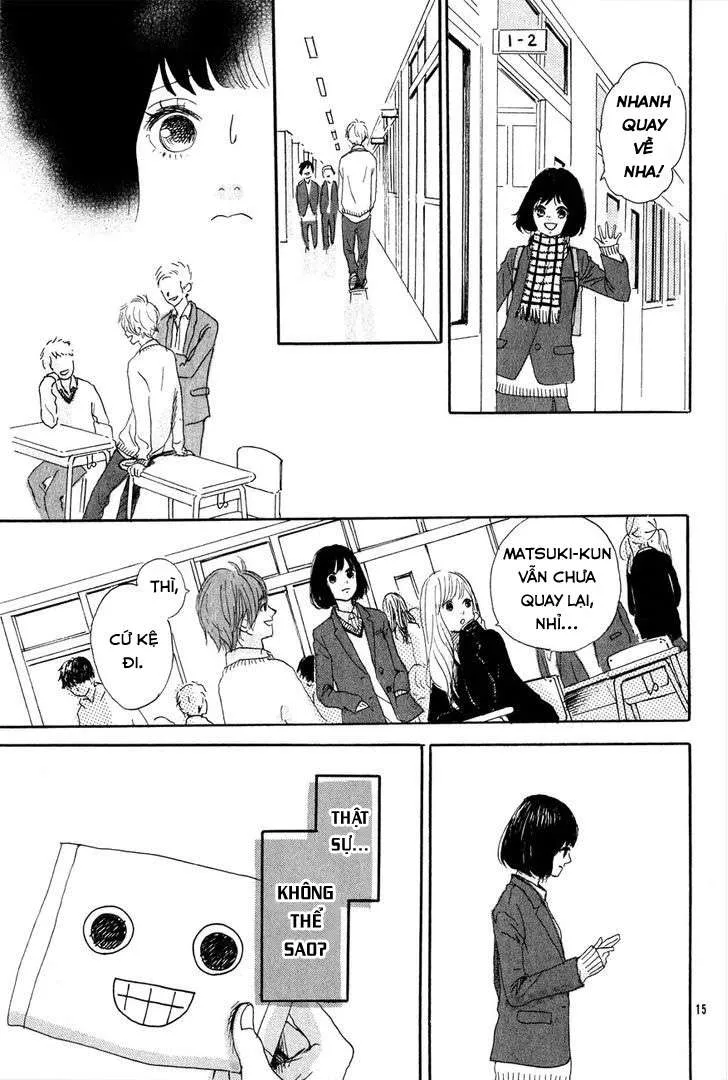 1-2
NHANH
QUAY
VỀ
NHA!
MATSUKI-KUN
VẪN CHƯA
QUAY LẠI,
NHỈ...
THÌ,
CỨ KỆ
ĐI.
THẬT
SỰ...
KHÔNG
THỂ
SAO?
15